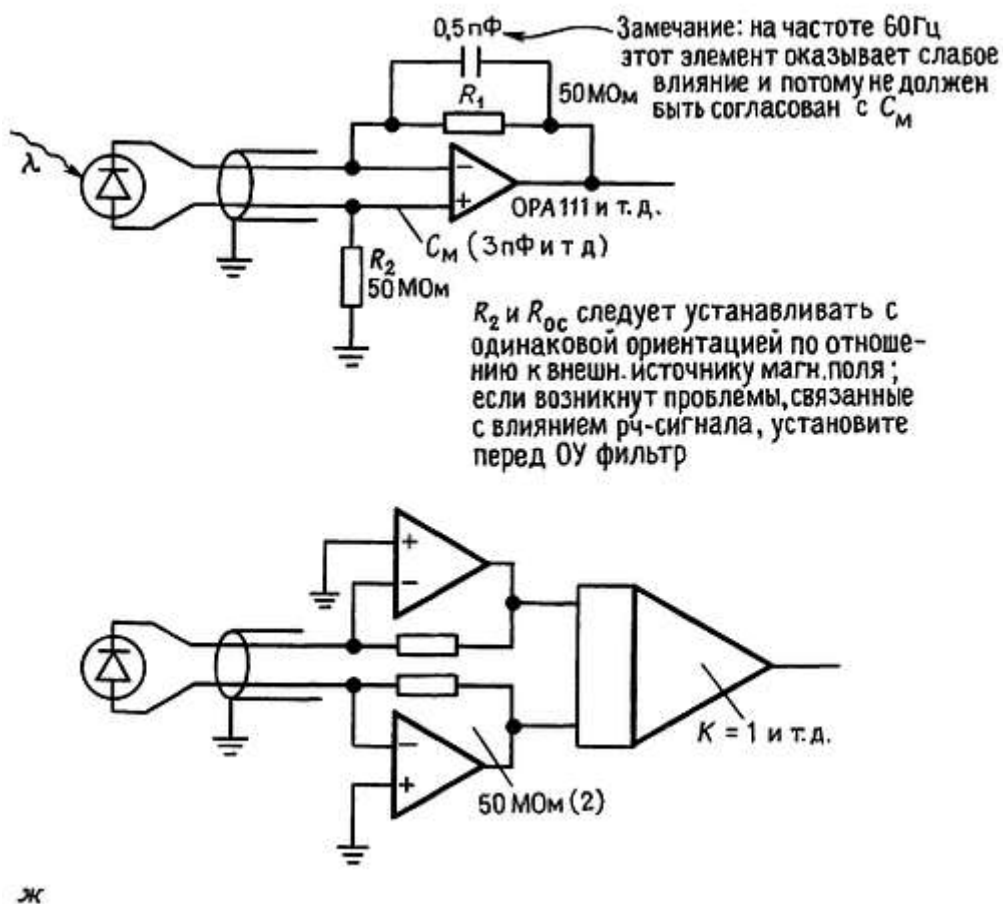 0,5 пФ
Замечание: на частоте 60Гц
этот элемент оказывает слабое
влияние и потому не должен
быть согласован с Cм
R1
50 МОм
λ
−
+
OPA111 и т. д.
Cм (3пФ и т д)
R2
50 МОм
R2 и Rос следует устанавливать с
одинаковой ориентацией по отноше-
нию к внешн. источнику магн. поля;
если возникнут проблемы, связанные
с влиянием рч-сигнала, установите
перед ОУ фильтр
+
−
−
+
K = 1 и т.д.
50 МОм (2)
ж